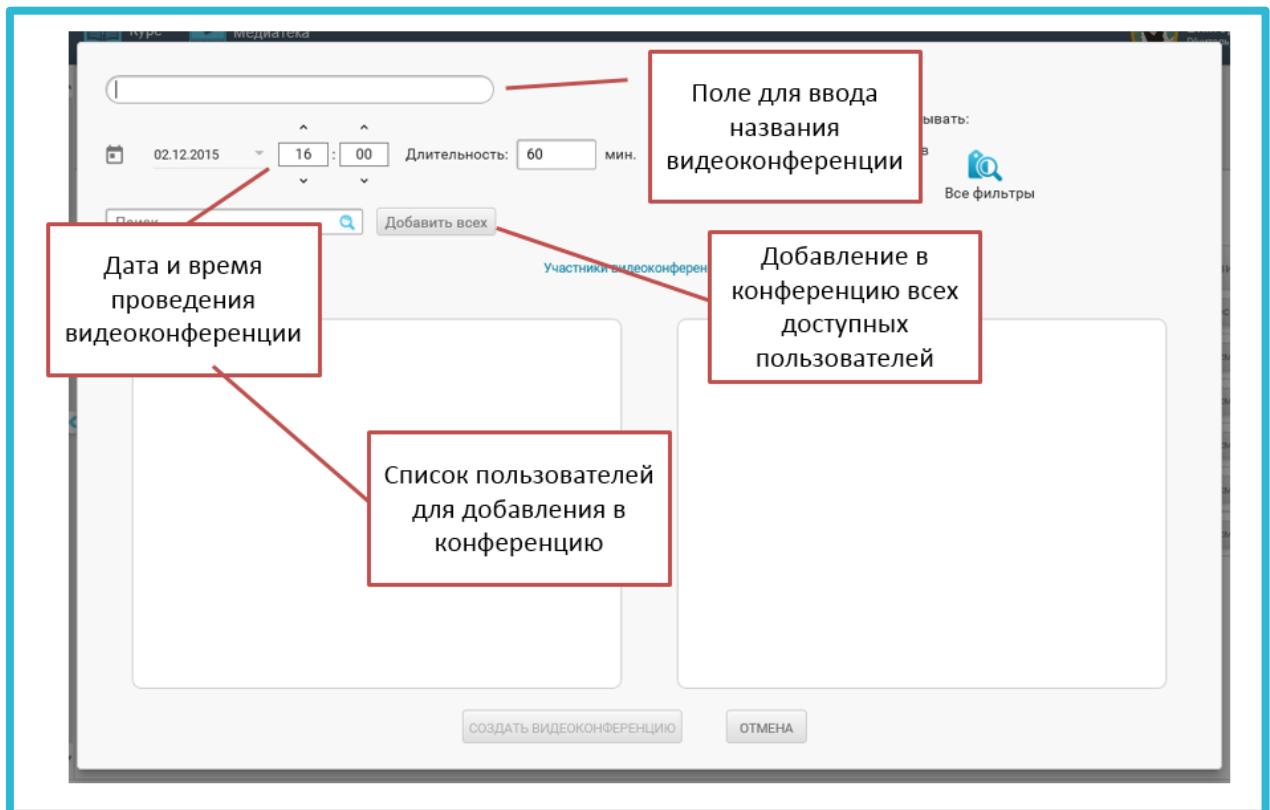 Курс Медиатека
Поле для ввода
названия
видеоконференции
02.12.2015 16 : 00 Длительность: 60 мин.
Все фильтры
Поиск Добавить всех
Дата и время
проведения
видеоконференции
Участники
Добавление в
конференцию всех
доступных
пользователей
Список пользователей
для добавления в
конференцию
СОЗДАТЬ ВИДЕОКОНФЕРЕНЦИЮ ОТМЕНА